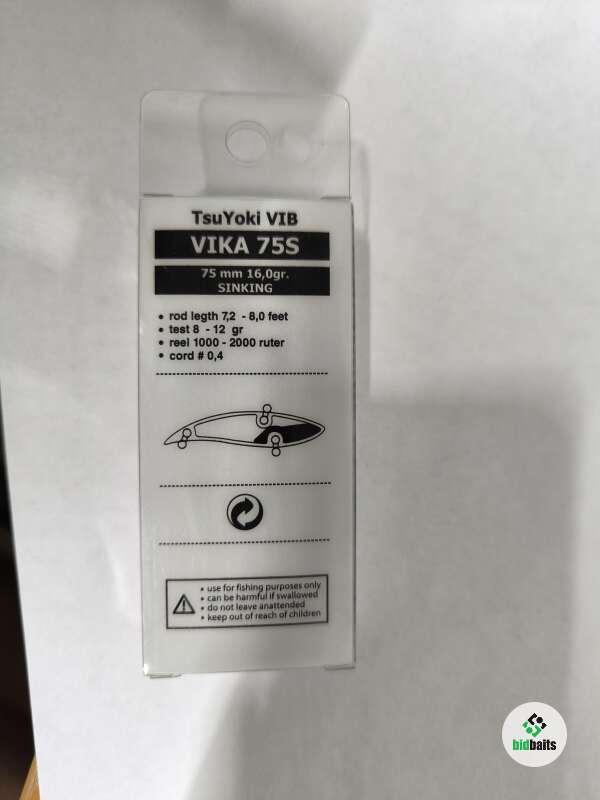 TsuYoki VIB
VIKA 75S
75 mm 16,0gr.
SINKING
• rod legth 7,2 - 8,0 feet
• test 8 - 12 gr
• reel 1000 - 2000 ruter
• cord # 0,4
• use for fishing purposes only
• can be harmful if swallowed
• do not leave anattended
• keep out of reach of children
bidbaits